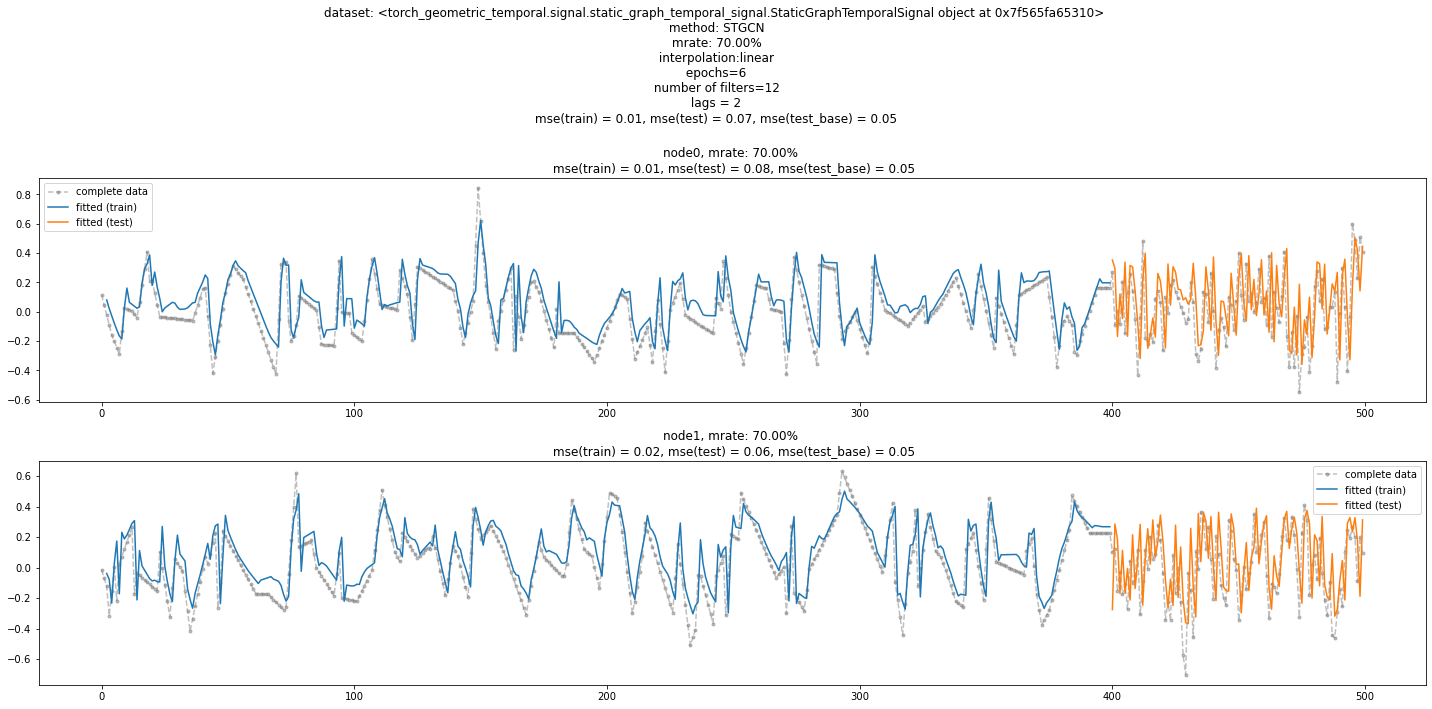 dataset: <torch_geometric_temporal.signal.static_graph_temporal_signal.StaticGraphTemporalSignal object at 0x7f565fa65310>
method: STGCN
mrate: 70.00%
interpolation:linear
epochs=6
number of filters=12
lags = 2
mse(train) = 0.01, mse(test) = 0.07, mse(test_base) = 0.05
node0, mrate: 70.00%
mse(train) = 0.01, mse(test) = 0.08, mse(test_base) = 0.05
complete data
fitted (train)
fitted (test)
0.8
0.6
0.4
0.2
0.0
−0.2
−0.4
−0.6
0 100 200 300 400 500
node1, mrate: 70.00%
mse(train) = 0.02, mse(test) = 0.06, mse(test_base) = 0.05
complete data
fitted (train)
fitted (test)
0.6
0.4
0.2
0.0
−0.2
−0.4
−0.6
0 100 200 300 400 500